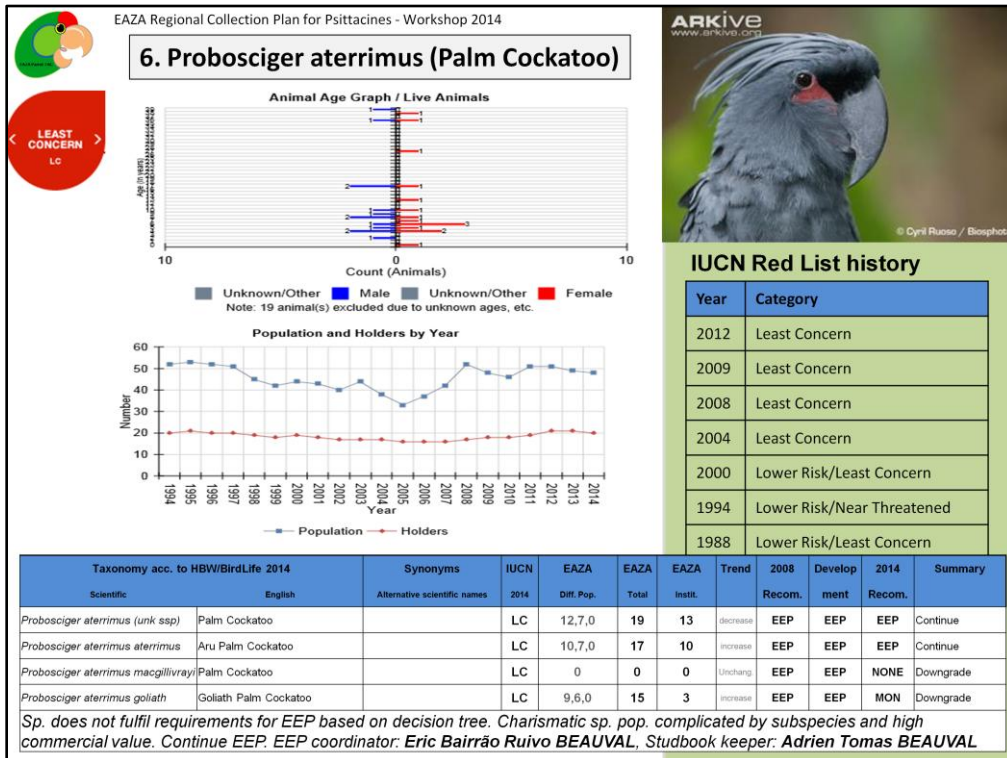 EAZA Regional Collection Plan for Psittacines - Workshop 2014
6. Probosciger aterrimus (Palm Cockatoo)
LEAST
CONCERN
LC
Animal Age Graph / Live Animals
Age (in years)
10 0 10
Count (Animals)
Unknown/Other Male Unknown/Other Female
Note: 19 animal(s) excluded due to unknown ages, etc.
Population and Holders by Year
Number
60
50
40
30
20
10
0
1994 1995 1996 1997 1998 1999 2000 2001 2002 2003 2004 2005 2006 2007 2008 2009 2010 2011 2012 2013 2014
Year
Population Holders
ARKive
www.arkive.org
© Cyril Ruoso / Biosphot
IUCN Red List history
Year Category
2012 Least Concern
2009 Least Concern
2008 Least Concern
2004 Least Concern
2000 Lower Risk/Least Concern
1994 Lower Risk/Near Threatened
1988 Lower Risk/Least Concern
Taxonomy acc. to HBW/BirdLife 2014 Synonyms IUCN EAZA EAZA EAZA Trend 2008 Develop 2014 Summary
Scientific English Alternative scientific names 2014 Diff. Pop. Total Instit. Recom. ment Recom.
Probosciger aterrimus (unk ssp) Palm Cockatoo LC 12,7,0 19 13 decrease EEP EEP EEP Continue
Probosciger aterrimus aterrimus Aru Palm Cockatoo LC 10,7,0 17 10 increase EEP EEP EEP Continue
Probosciger aterrimus macgillivrayi Palm Cockatoo LC 0 0 0 Unchang. EEP EEP NONE Downgrade
Probosciger aterrimus goliath Goliath Palm Cockatoo LC 9,6,0 15 3 increase EEP EEP MON Downgrade
Sp. does not fulfil requirements for EEP based on decision tree. Charismatic sp. pop. complicated by subspecies and high
commercial value. Continue EEP. EEP coordinator: Eric Bairrão Ruivo BEAUVAL, Studbook keeper: Adrien Tomas BEAUVAL